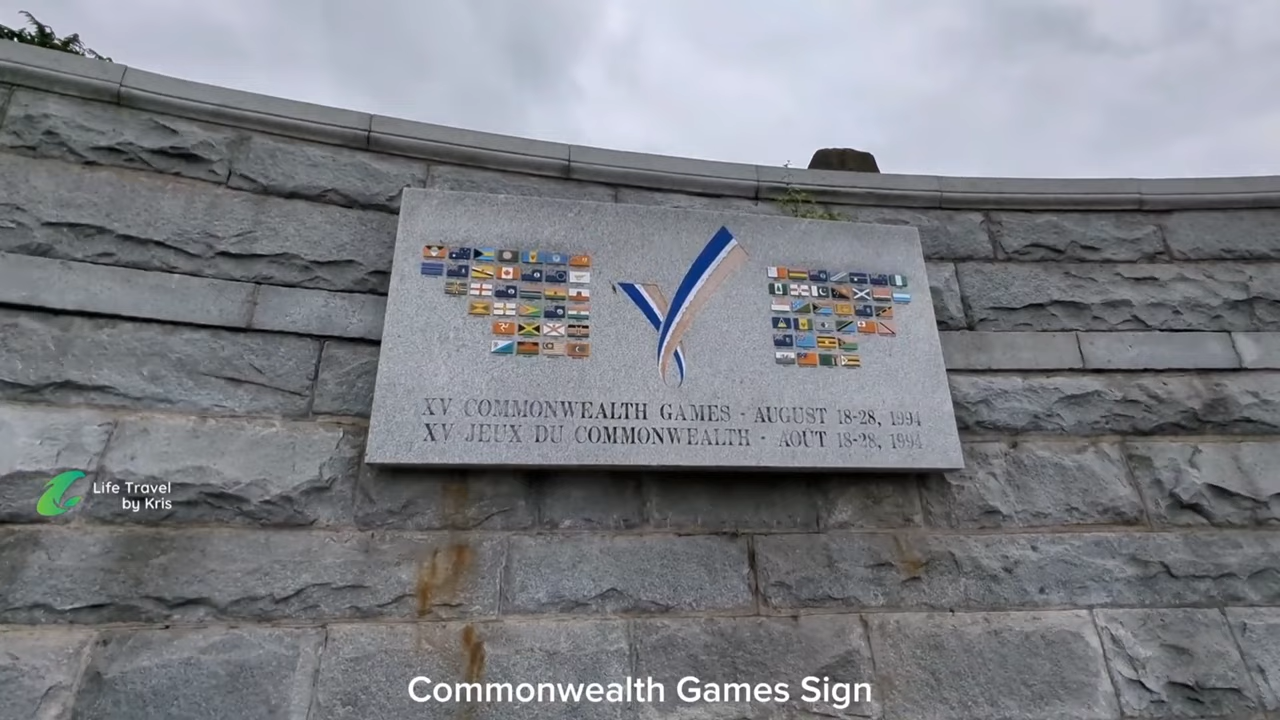 XV COMMONWEALTH GAMES - AUGUST 18-28, 1994
XV JEUX DU COMMONWEALTH - AOUT 18-28, 1994
Life Travel
by Kris
Commonwealth Games Sign